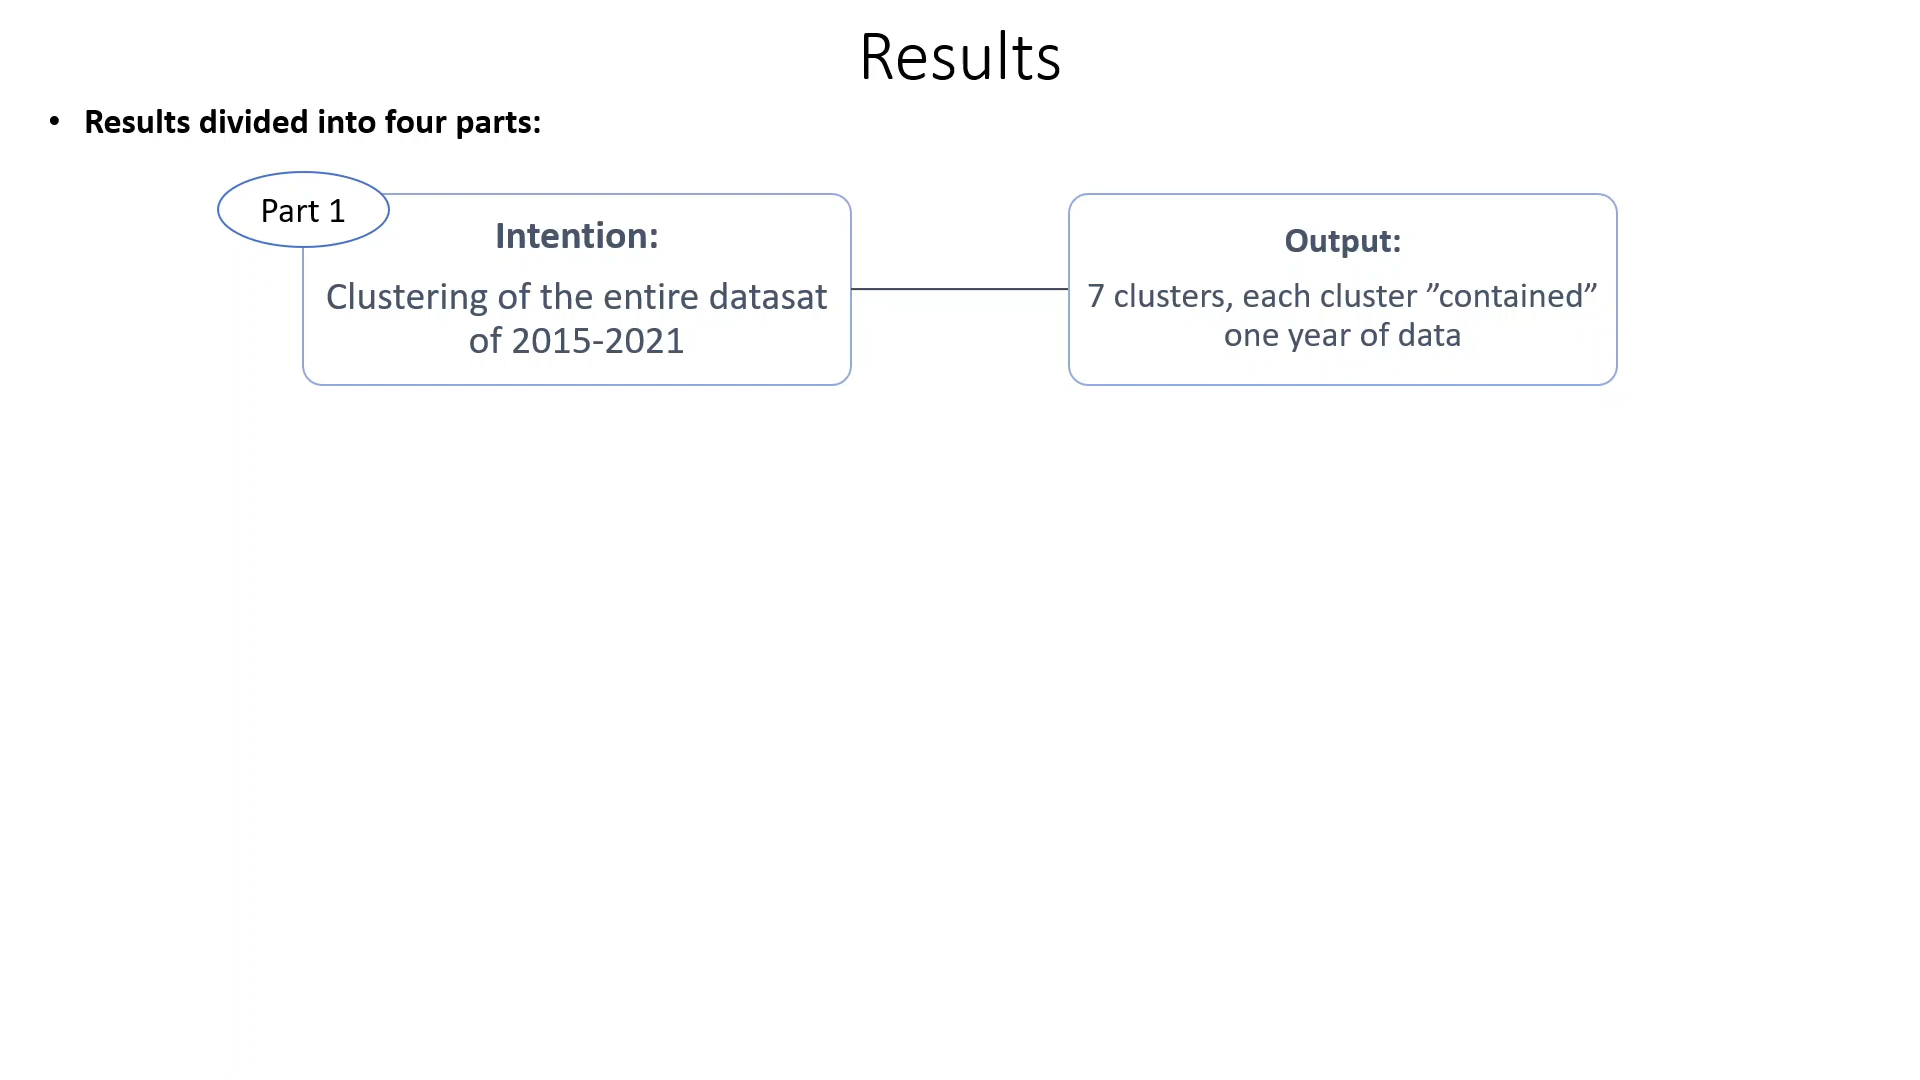 Results
• Results divided into four parts:
Part 1
Intention:
Clustering of the entire datasat
of 2015-2021
Output:
7 clusters, each cluster ”contained”
one year of data